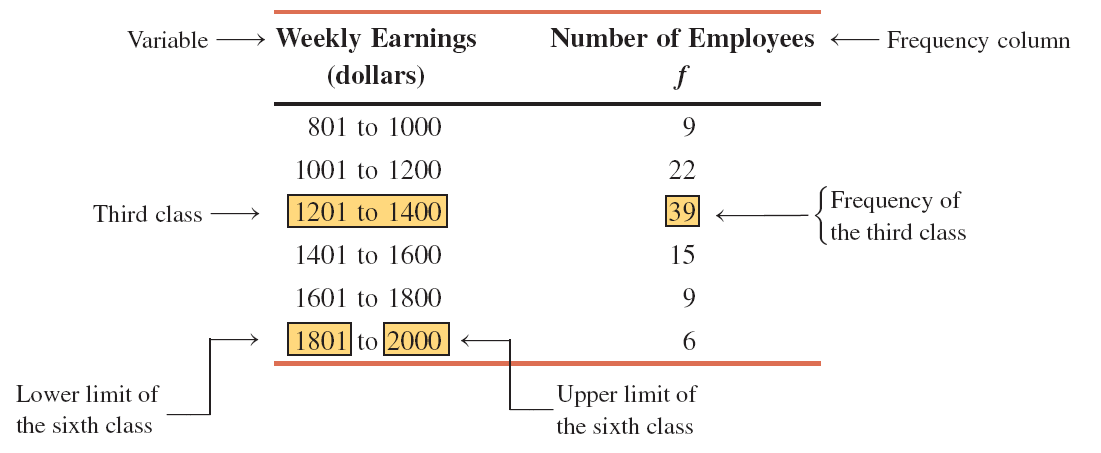 Variable Weekly Earnings Number of Employees Frequency column
(dollars) f
801 to 1000 9
1001 to 1200 22
Third class 1201 to 1400 39 Frequency of
the third class
1401 to 1600 15
1601 to 1800 9
1801 to 2000 6
Lower limit of Upper limit of
the sixth class the sixth class